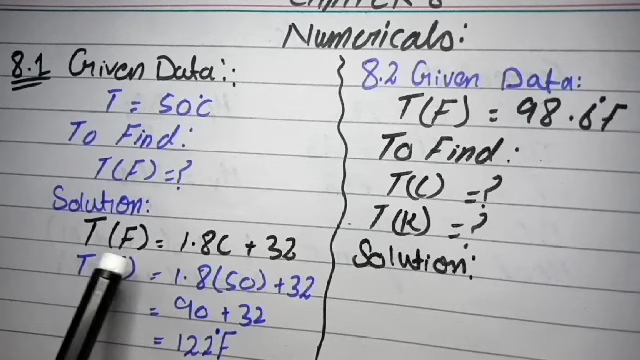 Numericals:
8.1 Given Data:
T = 50°C
To Find:
T(F) = ?
Solution:
T(F) = 1.8C + 32
T = 1.8(50) + 32
= 90 + 32
= 122°F
8.2 Given Data:
T(F) = 98.6°F
To Find:
T(C) = ?
T(K) = ?
Solution: